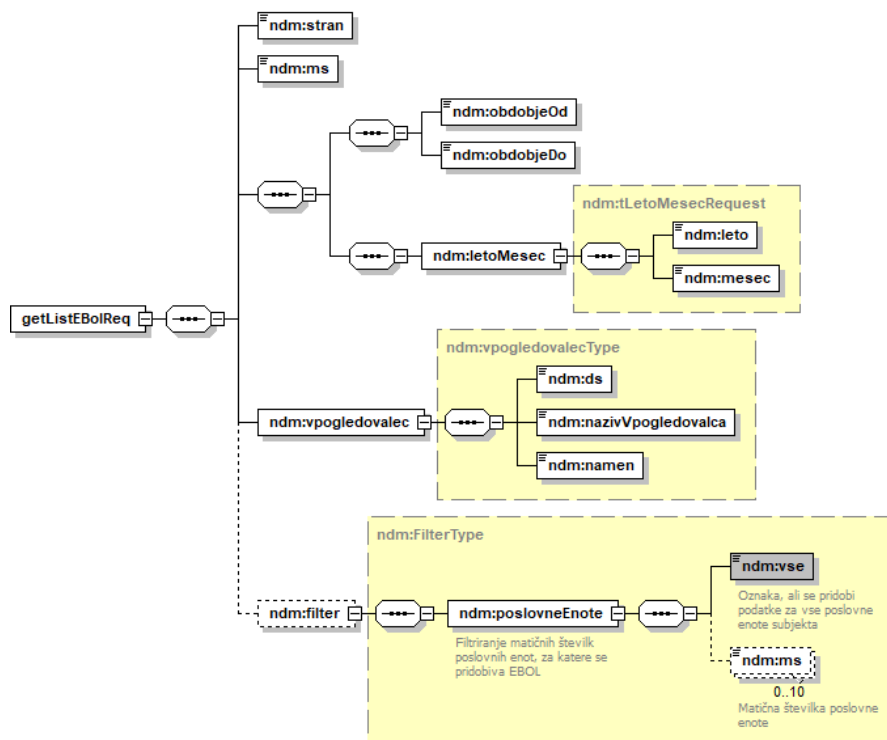 ndm:stran
ndm:ms
ndm:obdobjeOd
ndm:obdobjeDo
ndm:tLetoMesecRequest
ndm:leto
ndm:letoMesec
ndm:mesec
getListEBolReq
ndm:vpogledovalecType
ndm:ds
ndm:vpogledovalec
ndm:nazivVpogledovalca
ndm:namen
ndm:FilterType
ndm:vse
Oznaka, ali se pridobi
podatke za vse poslovne
enote subjekta
ndm:filter
ndm:poslovneEnote
Filtriranje matičnih številk
poslovnih enot, za katere se
pridobiva EBOL
ndm:ms
0..10
Matična številka poslovne
enote